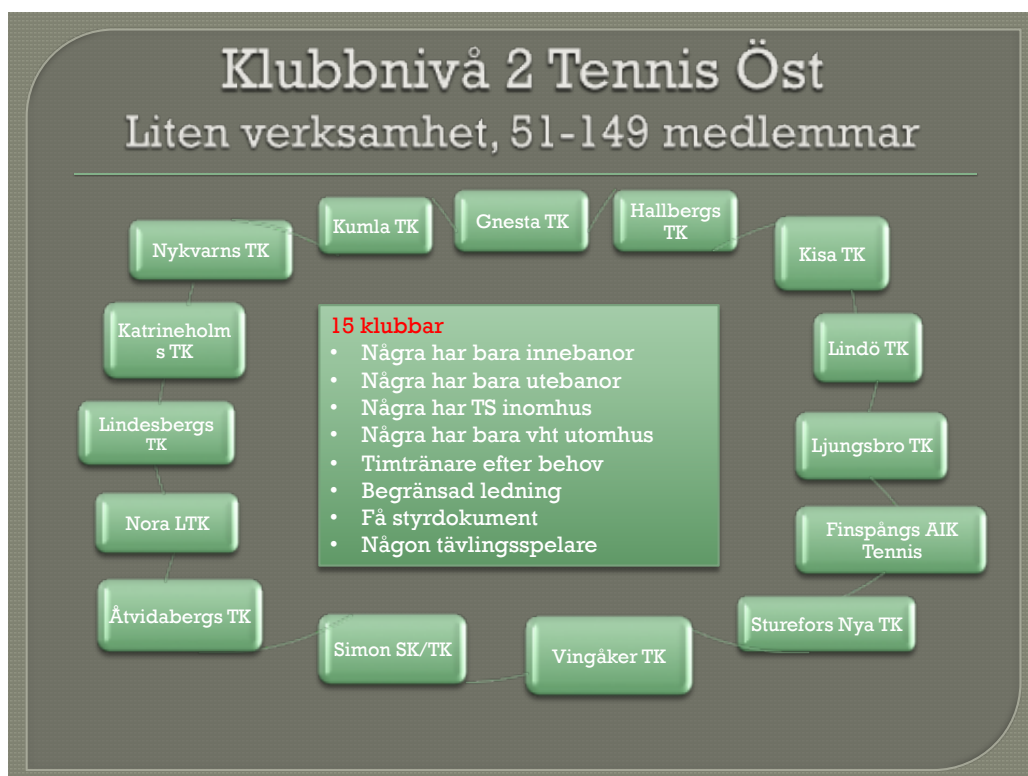 Klubbnivå 2 Tennis Öst
Liten verksamhet, 51-149 medlemmar
Kumla TK
Gnesta TK
Hallbergs
TK
Nykvarns TK
Kisa TK
Katrineholm
s TK
Lindö TK
Lindesbergs
TK
Ljungsbro TK
Nora LTK
Finspångs AIK
Tennis
Åtvidabergs TK
Sturefors Nya TK
Simon SK/TK
Vingåker TK
15 klubbar
• Några har bara innebanor
• Några har bara utebanor
• Några har TS inomhus
• Några har bara vht utomhus
• Timtränare efter behov
• Begränsad ledning
• Få styrdokument
• Någon tävlingsspelare